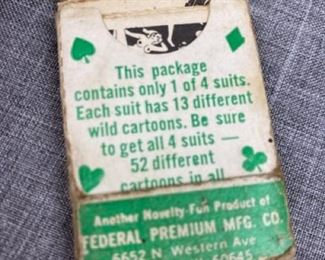 This package
contains only 1 of 4 suits.
Each suit has 13 different
wild cartoons. Be sure
to get all 4 suits —
52 different
cartoons in all
Another Novelty-Fun Product of
FEDERAL PREMIUM MFG. CO.
6652 N. Western Ave
60645